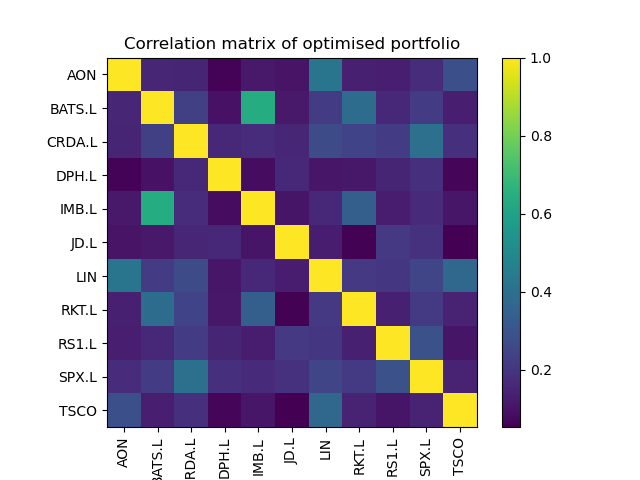 Correlation matrix of optimised portfolio
AON
BATS.L
CRDA.L
DPH.L
IMB.L
JD.L
LIN
RKT.L
RS1.L
SPX.L
TSCO
1.0
0.8
0.6
0.4
0.2
AON
BATS.L
RDA.L
DPH.L
IMB.L
JD.L
LIN
RKT.L
RS1.L
SPX.L
TSCO